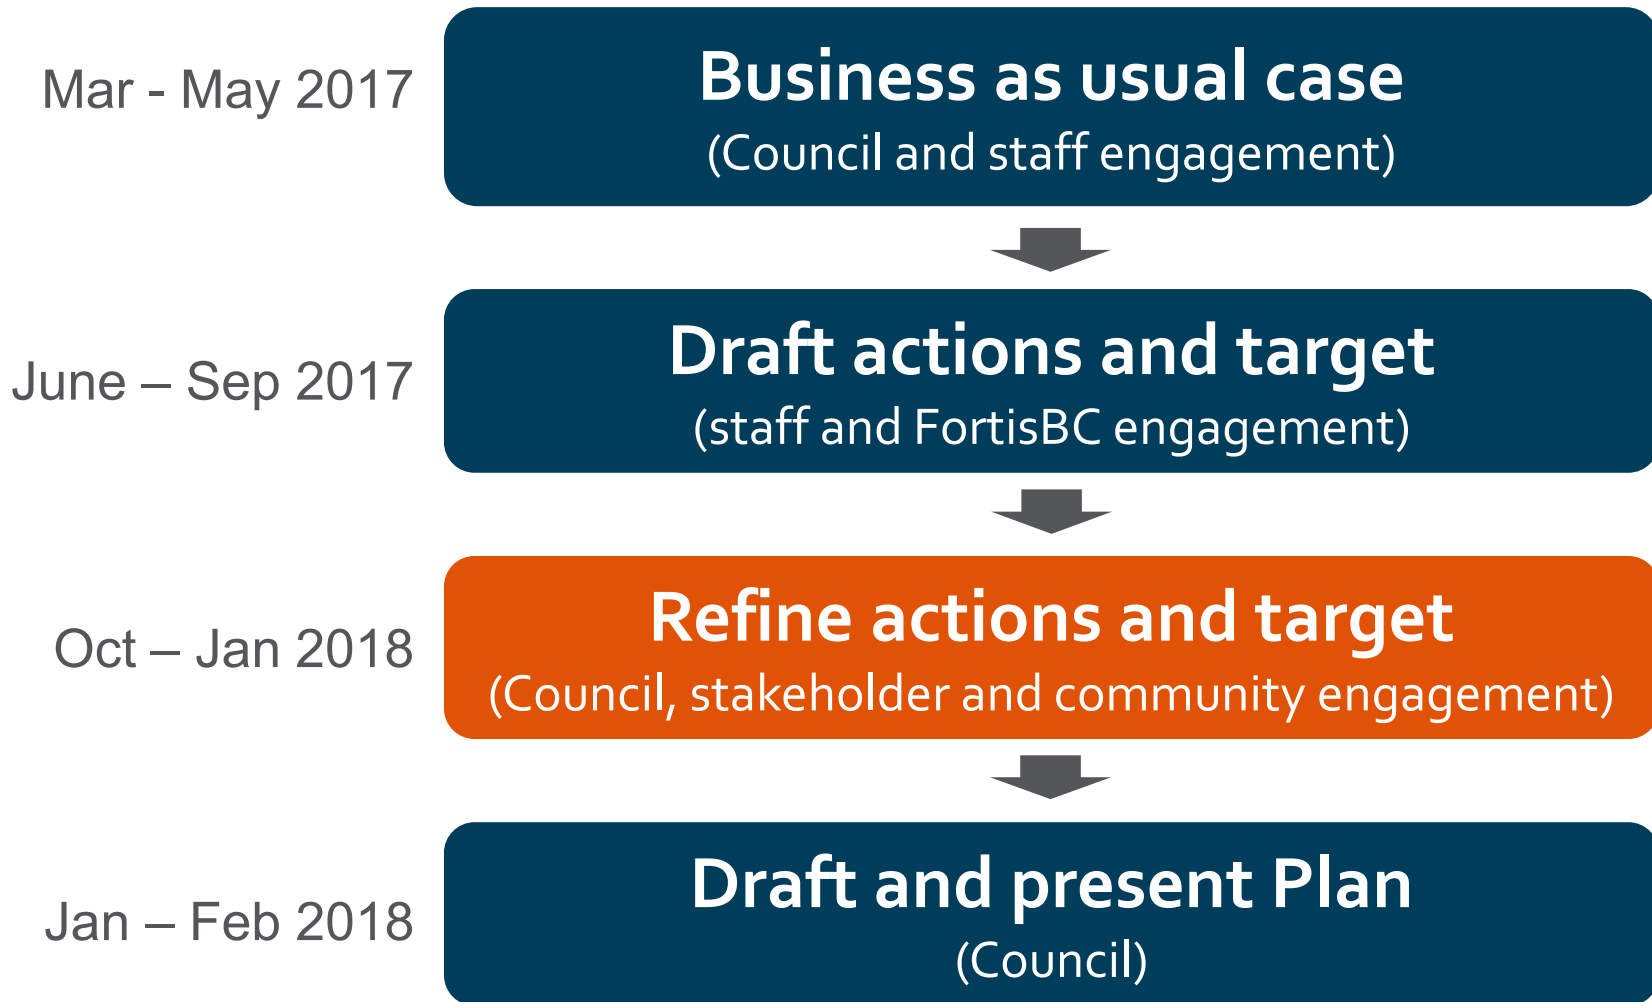 Mar - May 2017
Business as usual case
(Council and staff engagement)
June – Sep 2017
Draft actions and target
(staff and FortisBC engagement)
Oct – Jan 2018
Refine actions and target
(Council, stakeholder and community engagement)
Jan – Feb 2018
Draft and present Plan
(Council)